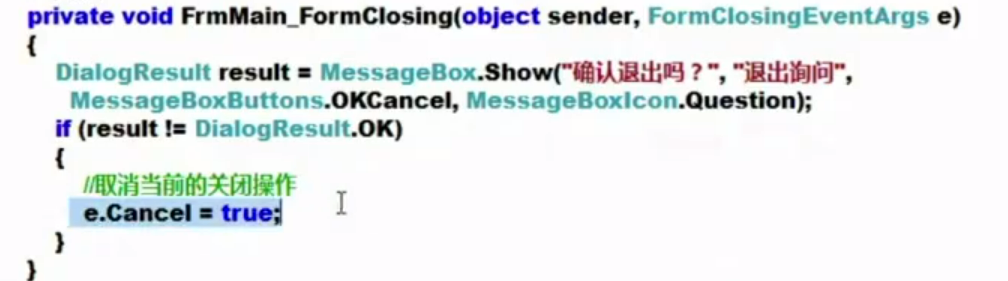 private void FrmMain_FormClosing(object sender, FormClosingEventArgs e)
{
DialogResult result = MessageBox.Show("确认退出吗？", "退出询问",
MessageBoxButtons.OKCancel, MessageBoxIcon.Question);
if (result != DialogResult.OK)
{
//取消当前的关闭操作
e.Cancel = true;
}
}